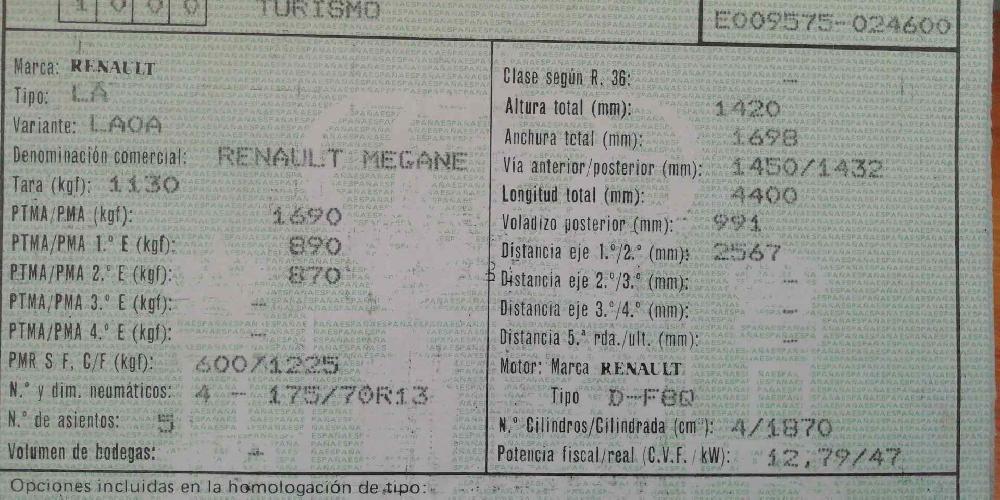 1000 TURISMO E009575-024600
Marca: RENAULT
Tipo: LA
Variante: LAOA
Denominación comercial: RENAULT MEGANE
Tara (kgf): 1130
PTMA/PMA (kgf): 1690
PTMA/PMA 1.º E (kgf): 890
PTMA/PMA 2.º E (kgf): 870
PTMA/PMA 3.º E (kgf): —
PTMA/PMA 4.º E (kgf): —
PMR S F, C/F (kgf): 600/1225
N.º y dim. neumáticos: 4 - 175/70R13
N.º de asientos: 5
Volumen de bodegas: —
Clase según R. 36: —
Altura total (mm): 1420
Anchura total (mm): 1698
Vía anterior/posterior (mm): 1450/1432
Longitud total (mm): 4400
Voladizo posterior (mm): 991
Distancia eje 1.º/2.º (mm): 2567
Distancia eje 2.º/3.º (mm): —
Distancia eje 3.º/4.º (mm): —
Distancia 5.ª rda./ult. (mm): —
Motor: Marca RENAULT
Tipo D-F8Q
N.º Cilindros/Cilindrada (cm³): 4/1870
Potencia fiscal/real (C.V.F. / kW): 12,79/47
Opciones incluidas en la homologación de tipo: